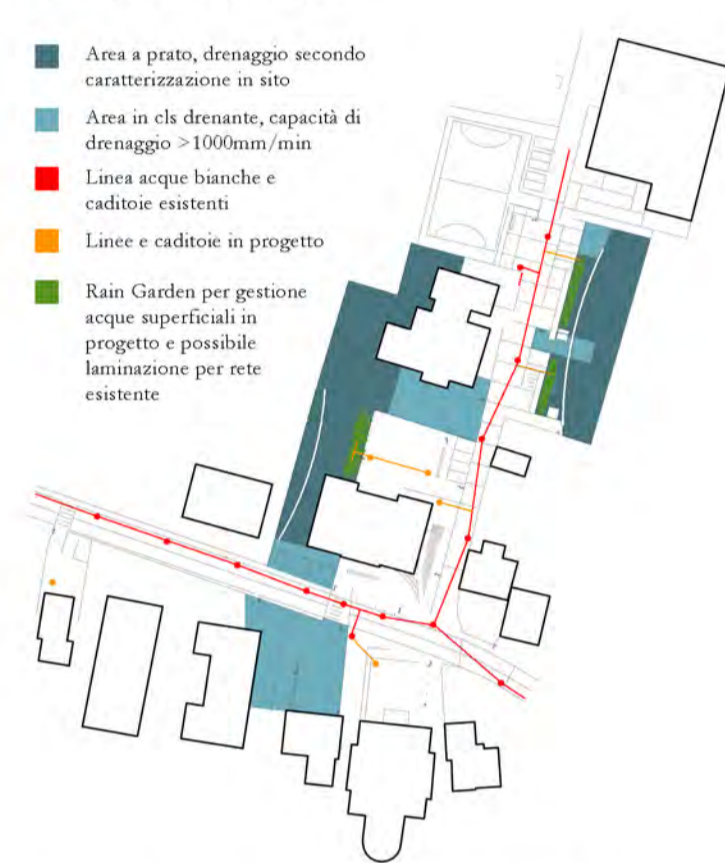 Area a prato, drenaggio secondo
caratterizzazione in sito
Area in cls drenante, capacità di
drenaggio >1000mm/min
Linea acque bianche e
caditoie esistenti
Linee e caditoie in progetto
Rain Garden per gestione
acque superficiali in
progetto e possibile
laminazione per rete
esistente